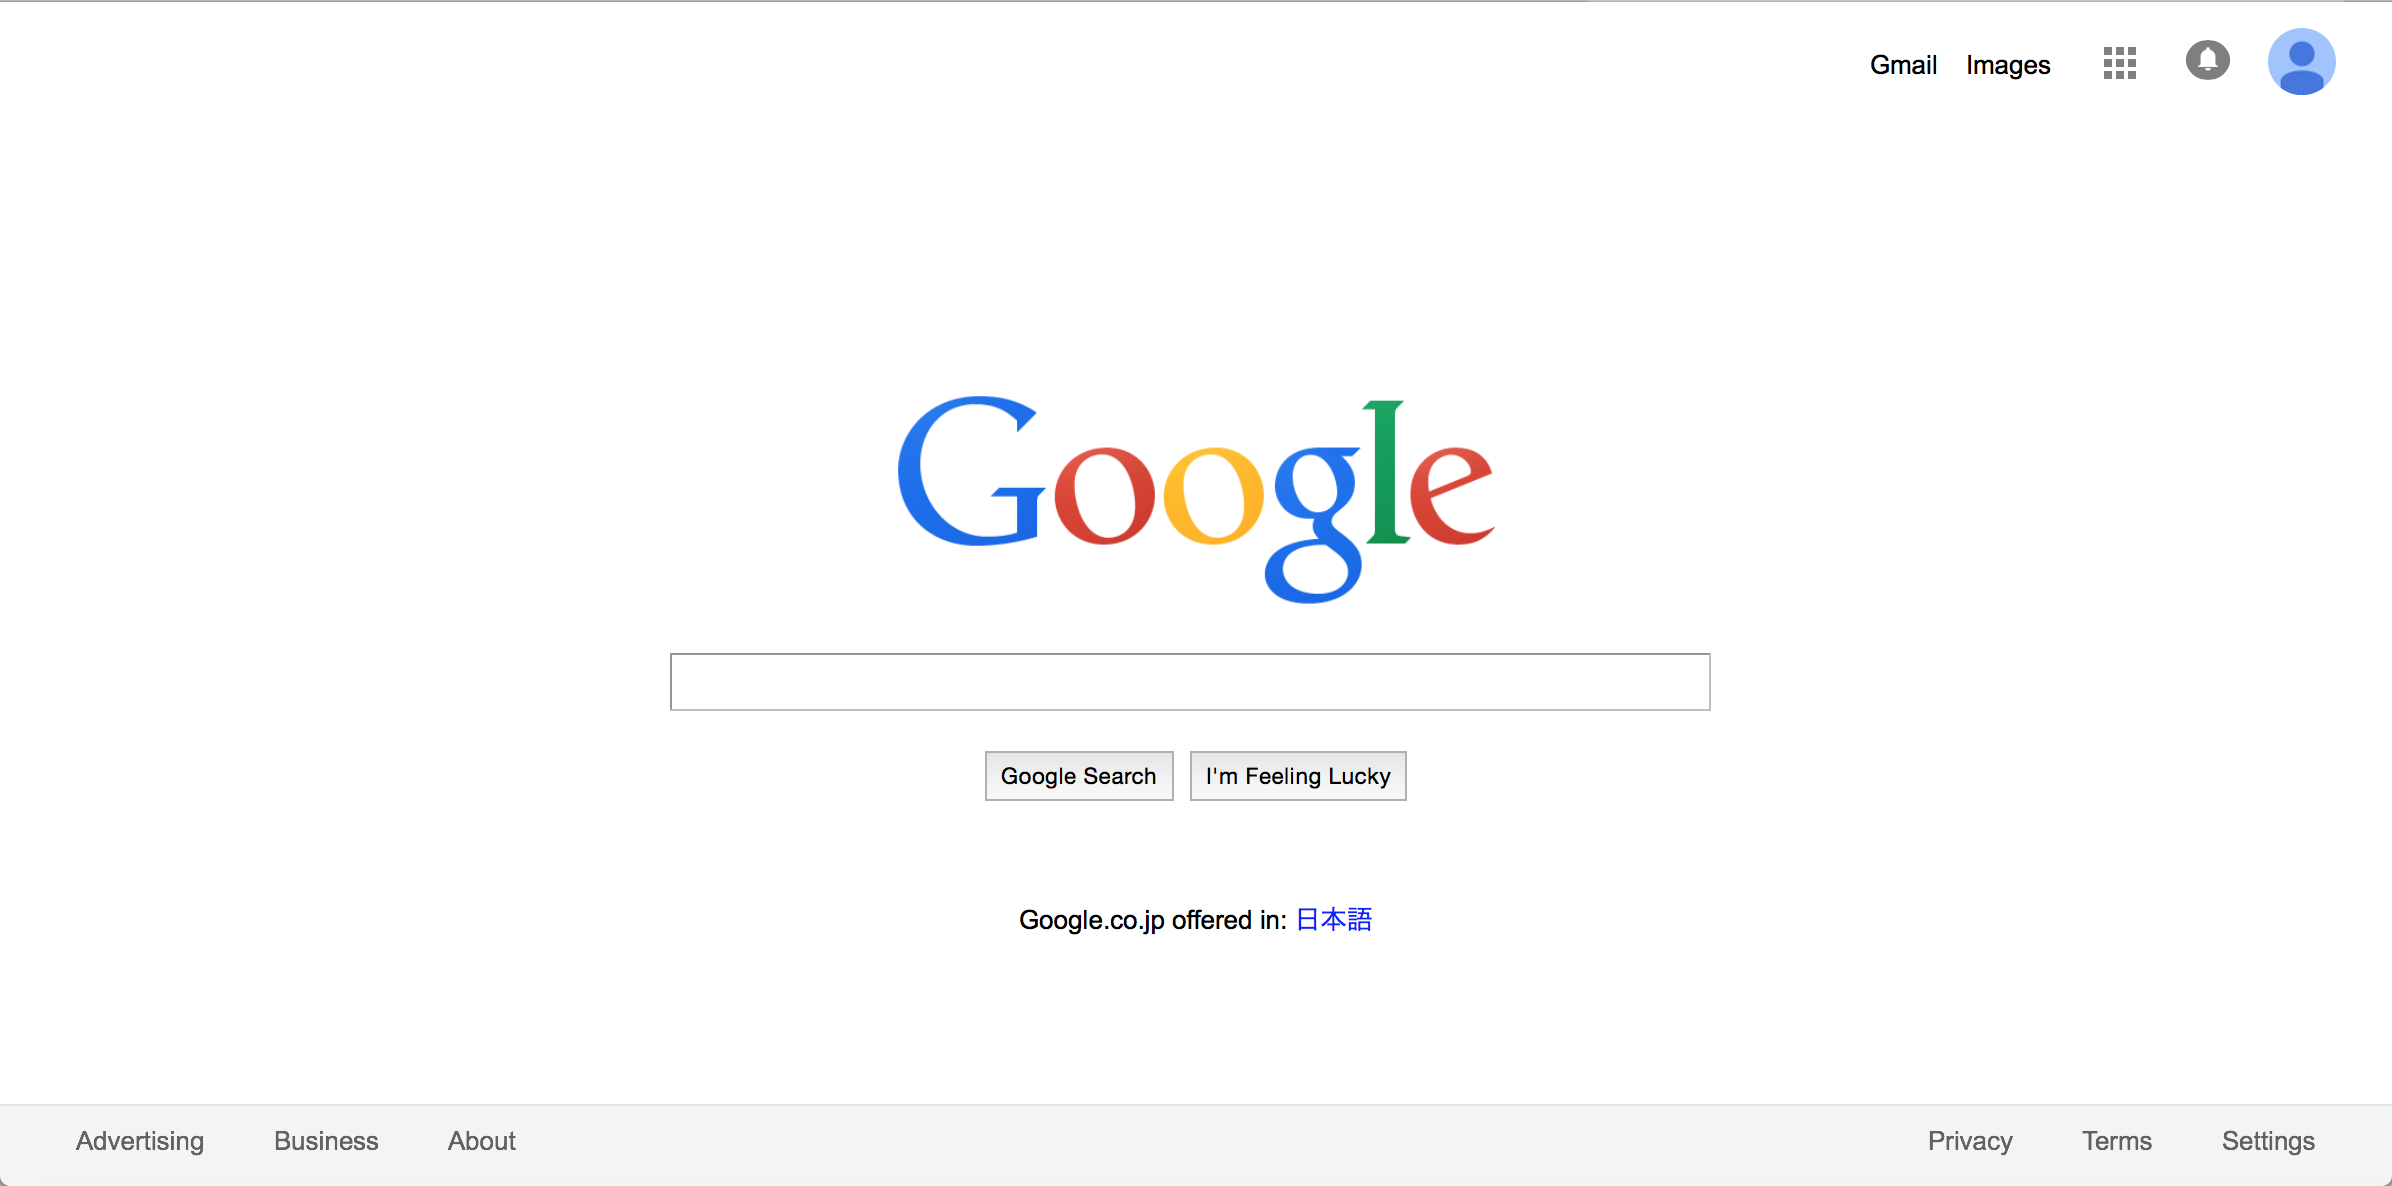 Gmail Images
Google
Google Search I'm Feeling Lucky
Google.co.jp offered in: 日本語
Advertising Business About Privacy Terms Settings